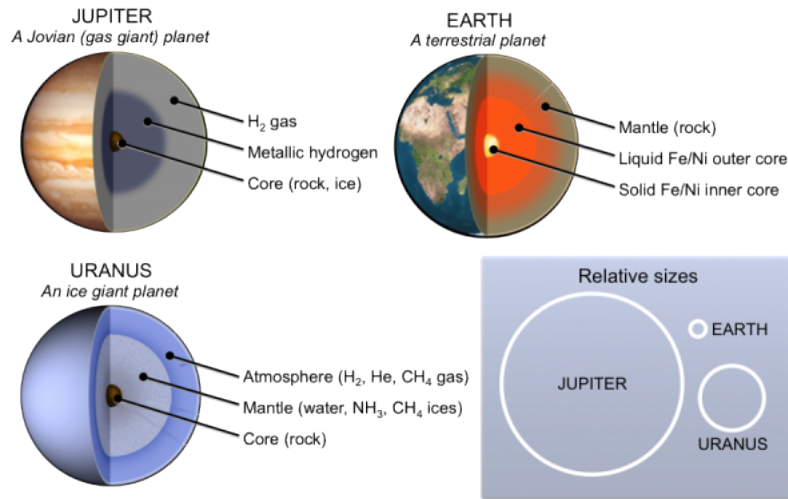 JUPITER
A Jovian (gas giant) planet
H₂ gas
Metallic hydrogen
Core (rock, ice)
EARTH
A terrestrial planet
Mantle (rock)
Liquid Fe/Ni outer core
Solid Fe/Ni inner core
URANUS
An ice giant planet
Atmosphere (H₂, He, CH₄ gas)
Mantle (water, NH₃, CH₄ ices)
Core (rock)
Relative sizes
EARTH
JUPITER
URANUS